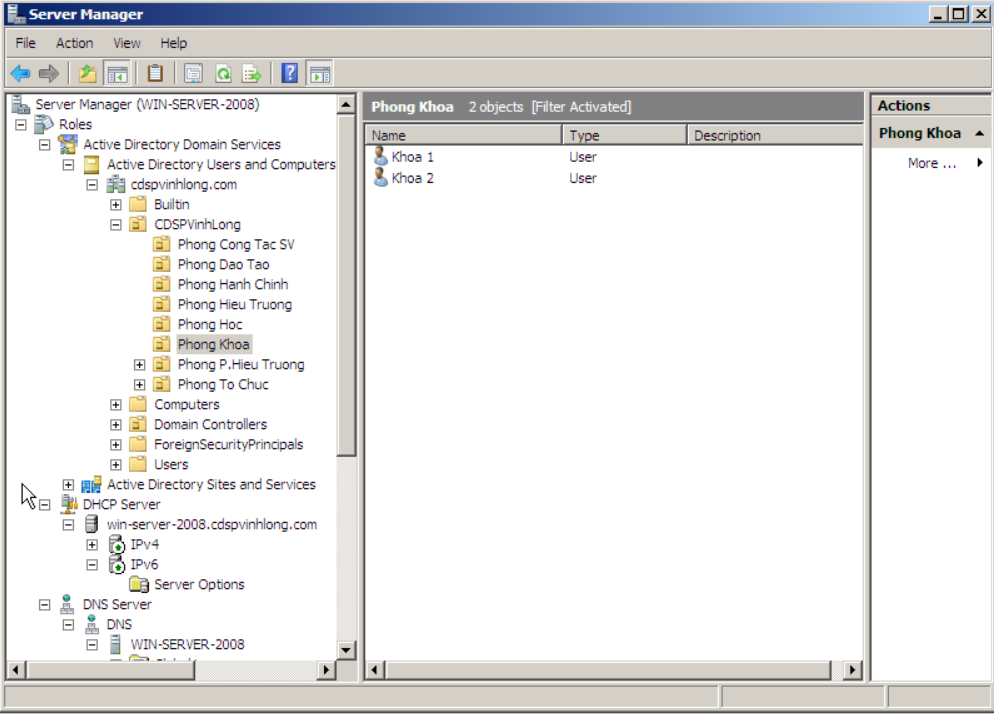 Server Manager
File Action View Help
Server Manager (WIN-SERVER-2008)
Roles
Active Directory Domain Services
Active Directory Users and Computers
cdspvinhlong.com
Builtin
CDSPVinhLong
Phong Cong Tac SV
Phong Dao Tao
Phong Hanh Chinh
Phong Hieu Truong
Phong Hoc
Phong Khoa
Phong P.Hieu Truong
Phong To Chuc
Computers
Domain Controllers
ForeignSecurityPrincipals
Users
Active Directory Sites and Services
DHCP Server
win-server-2008.cdspvinhlong.com
IPv4
IPv6
Server Options
DNS Server
DNS
WIN-SERVER-2008
Phong Khoa 2 objects [Filter Activated]
Name Type Description
Khoa 1 User
Khoa 2 User
Actions
Phong Khoa
More ...